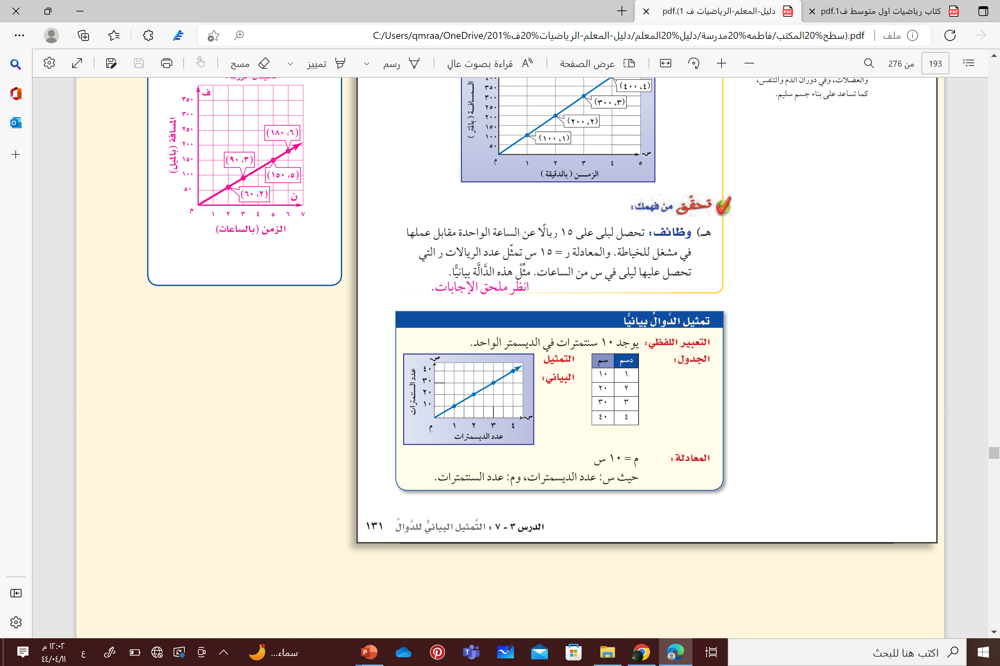 كتاب رياضيات اول متوسط ف1.pdf
دليل-المعلم-الرياضيات ف 1).pdf
ملف
C:/Users/qmraa/OneDrive/سطح%20المكتب/فاطمه%20مدرسة/دليل%20المعلم/دليل-المعلم-الرياضيات%20ف%201).pdf
193
من 276
عرض الصفحة
قراءة بصوت عالٍ
رسم
تمييز
مسح
والعضلات، وفي دوران الدم والتنفس،
كما تساعد على بناء جسم سليم.
المسافة (بالمتر)
٣٥٠
٣٠٠
٢٥٠
٢٠٠
١٥٠
١٠٠
٥٠
(٤، ٤٠٠)
(٣، ٣٠٠)
(٢، ٢٠٠)
(١، ١٠٠)
س
م ١ ٢ ٣ ٤ ٥
الزمن (بالدقيقة)
ف
المسافة (بالميل)
٣٥٠
٣٠٠
٢٥٠
٢٠٠
١٥٠
١٠٠
٥٠
(٦، ١٨٠)
(٣، ٩٠)
(٥، ١٥٠)
(٢، ٦٠)
ن
م ١ ٢ ٣ ٤ ٥ ٦ ٧
الزمن (بالساعات)
تحقق من فهمك:
هـ) وظائف: تحصل ليلى على ١٥ ريالًا عن الساعة الواحدة مقابل عملها
في مشغل للخياطة. والمعادلة ر = ١٥ س تمثّل عدد الريالات ر التي
تحصل عليها ليلى في س من الساعات. مثِّلْ هذه الدَّالَّة بيانيًّا.
انظر ملحق الإجابات.
تمثيل الدَّوالِّ بيانيًّا
التعبير اللفظي: يوجد ١٠ سنتمترات في الديسمتر الواحد.
الجدول:
دسم سم
١ ١٠
٢ ٢٠
٣ ٣٠
٤ ٤٠
التمثيل
البياني:
ص
عدد السنتمترات
٤٠
٣٠
٢٠
١٠
س
م ١ ٢ ٣ ٤
عدد الديسمترات
المعادلة: م = ١٠ س
حيث س: عدد الديسمترات، وم: عدد السنتمترات.
الدرس ٣ - ٧ : التَّمثيل البيانيُّ للدَّوالِّ ١٣١
اكتب هنا للبحث
سماء...
ع
١٢:٠٢ م
٤٤/٠٤/١١